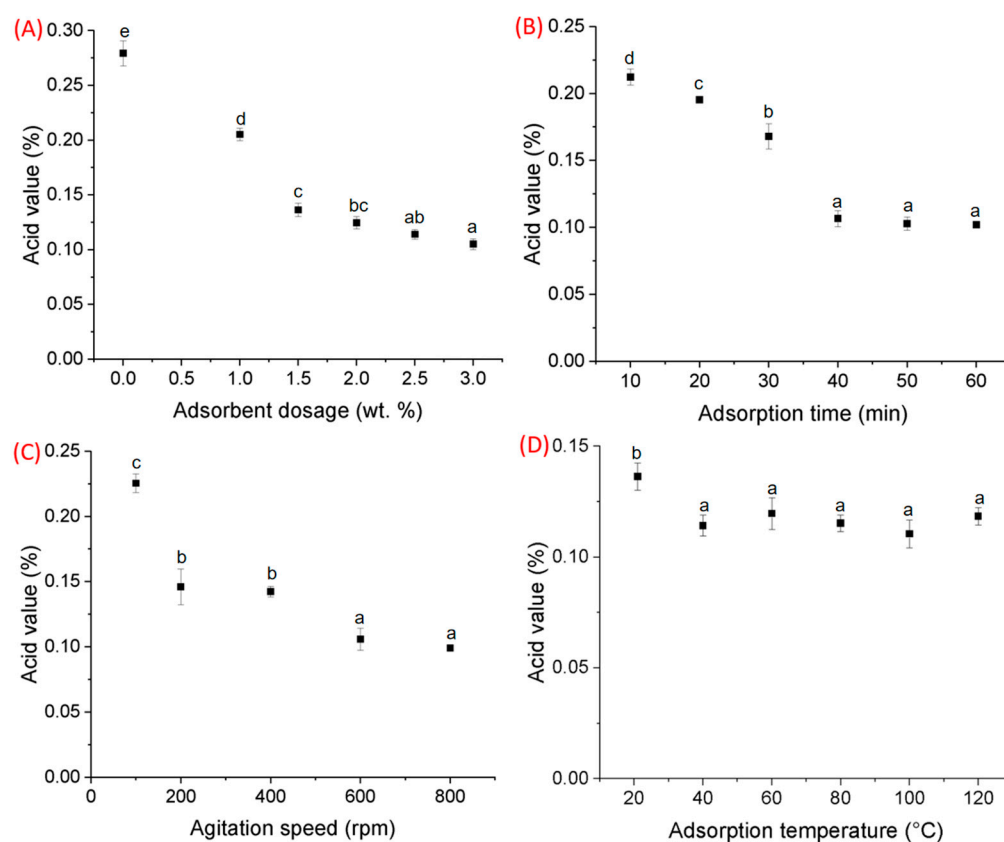 (A)
0.30
0.25
0.20
0.15
0.10
0.05
0.00
Acid value (%)
e
d
c
bc
ab
a
0.0 0.5 1.0 1.5 2.0 2.5 3.0
Adsorbent dosage (wt. %)
(B)
0.25
0.20
0.15
0.10
0.05
0.00
Acid value (%)
d
c
b
a
a
a
10 20 30 40 50 60
Adsorption time (min)
(C)
0.25
0.20
0.15
0.10
0.05
0.00
Acid value (%)
c
b
b
a
a
0 200 400 600 800
Agitation speed (rpm)
(D)
0.15
0.10
0.05
0.00
Acid value (%)
b
a
a
a
a
a
20 40 60 80 100 120
Adsorption temperature (°C)